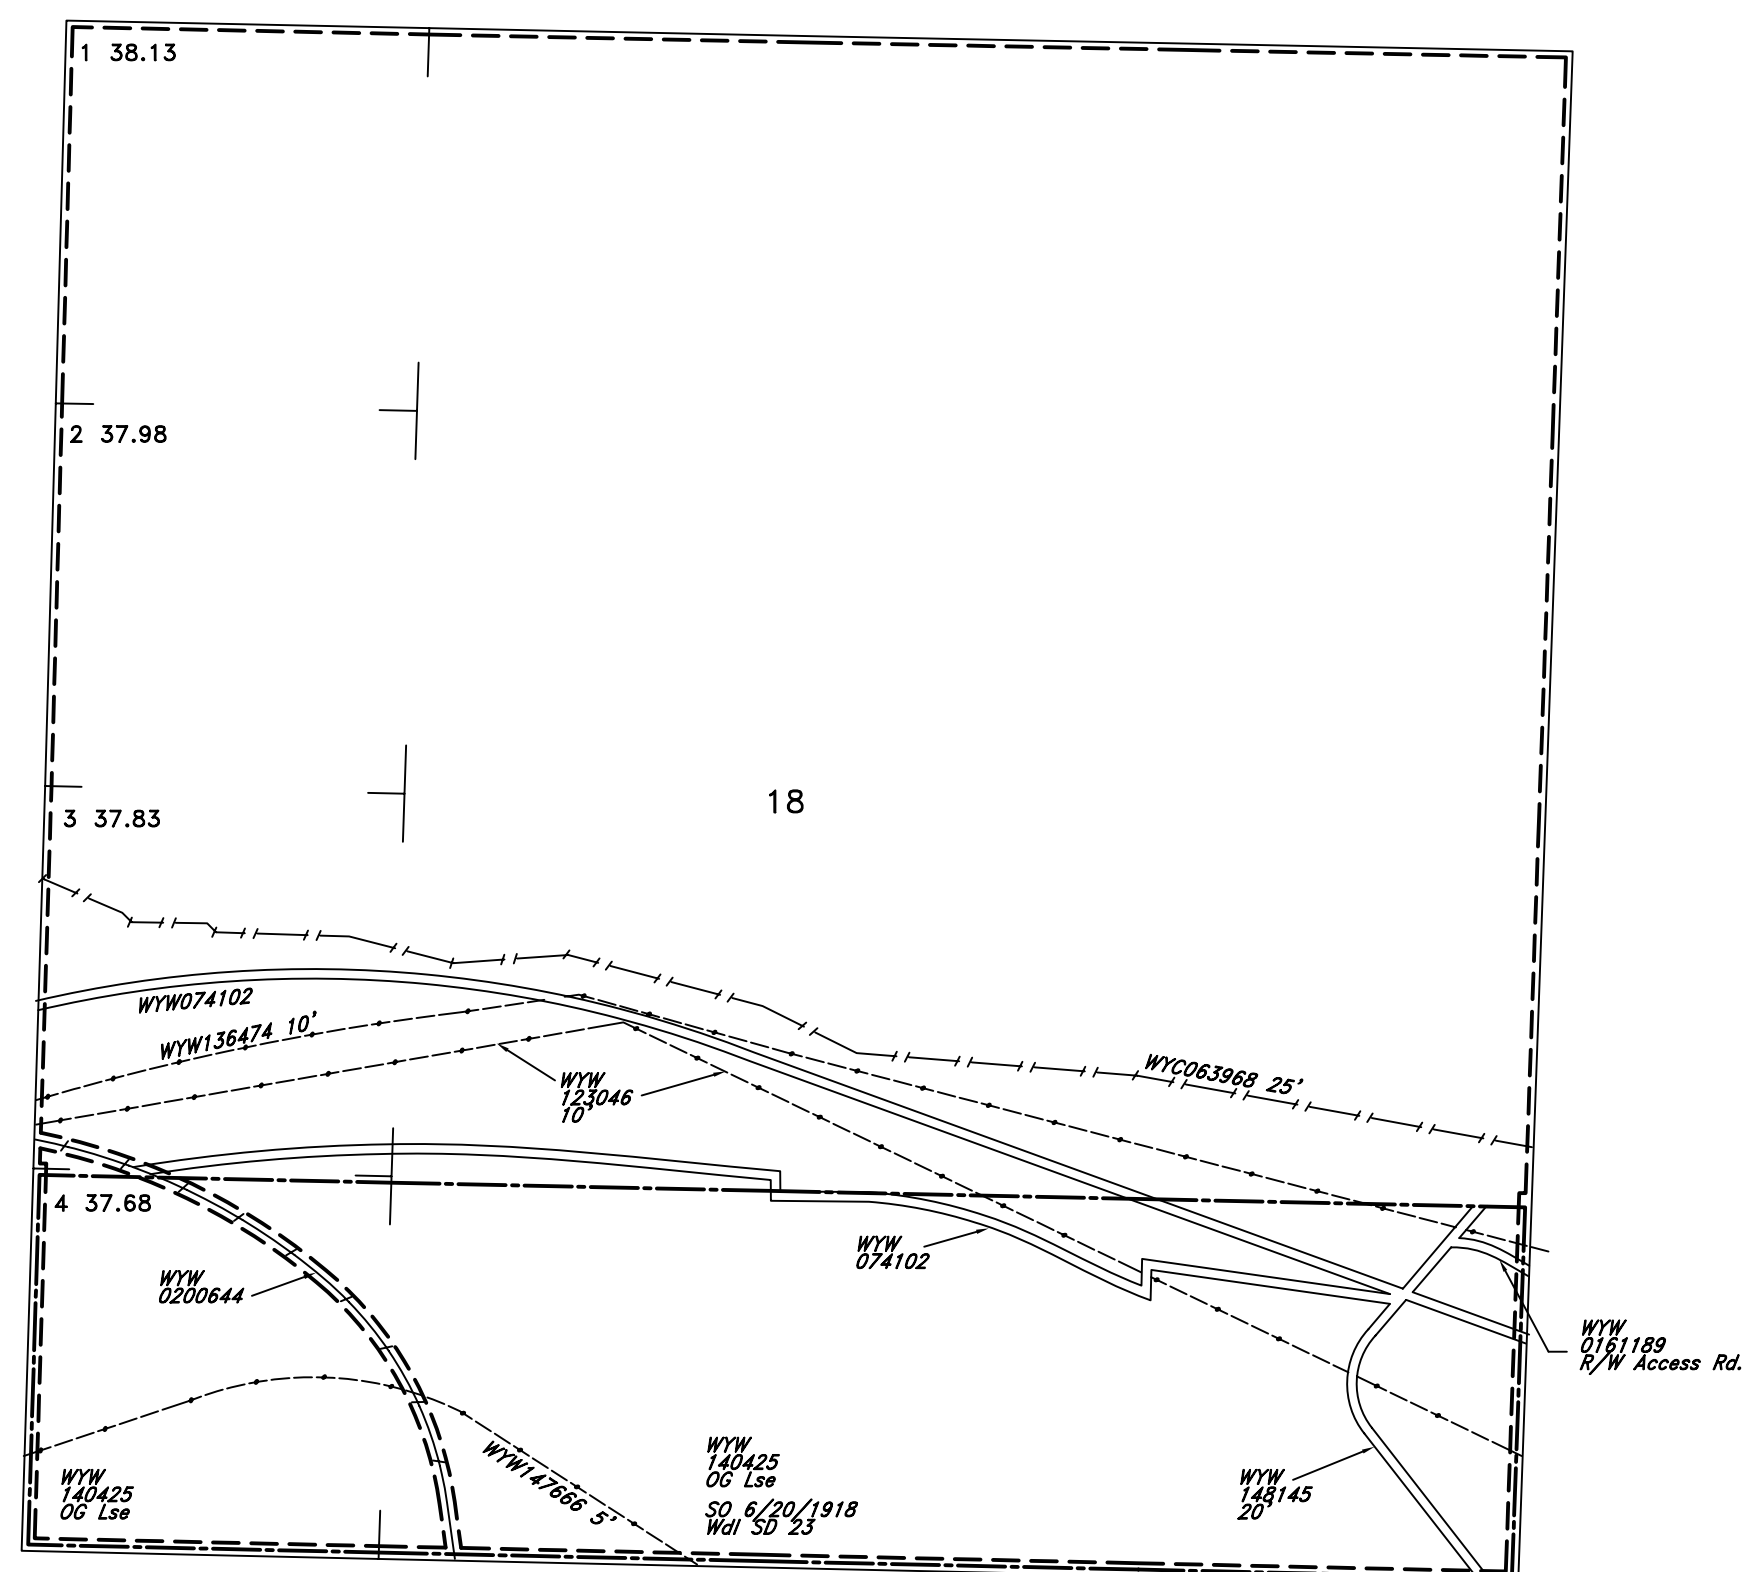 1 38.13
2 37.98
3 37.83
18
WYW074102
WYW136474 10'
WYC063968 25'
WYW
123046
10'
4 37.68
WYW
074102
WYW
0200644
WYW
0161189
R/W Access Rd.
WYW147666 5'
WYW
140425
OG Lse
SO 6/20/1918
Wdl SD 23
WYW
140425
OG Lse
WYW
148145
20'